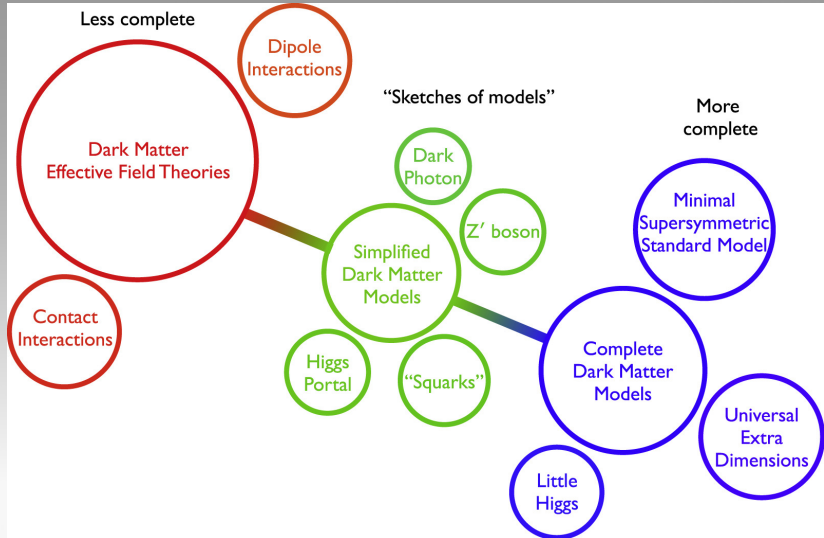 Less complete
Dipole
Interactions
Dark Matter
Effective Field Theories
Contact
Interactions
“Sketches of models”
Dark
Photon
Z′ boson
Simplified
Dark Matter
Models
Higgs
Portal
“Squarks”
More
complete
Minimal
Supersymmetric
Standard Model
Complete
Dark Matter
Models
Universal
Extra
Dimensions
Little
Higgs